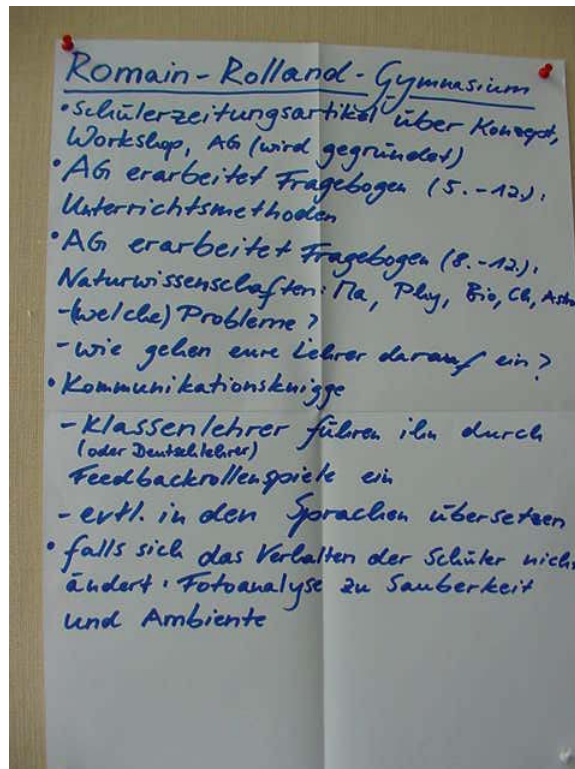 Romain-Rolland-Gymnasium
• Schülerzeitungsartikel über Konzept,
Workshop, AG (wird gegründet)
• AG erarbeitet Fragebogen (5.-12.):
Unterrichtsmethoden
• AG erarbeitet Fragebogen (8.-12.):
Naturwissenschaften: Ma, Phy, Bio, Ch, Astro
-(welche) Probleme?
-wie gehen eure Lehrer darauf ein?
• Kommunikationsknigge
- Klassenlehrer führen ihn durch
(oder Deutschlehrer)
Feedbackrollenspiele ein
- evtl. in den Sprachen übersetzen
• falls sich das Verhalten der Schüler nich
ändert: Fotoanalyse zu Sauberkeit
und Ambiente